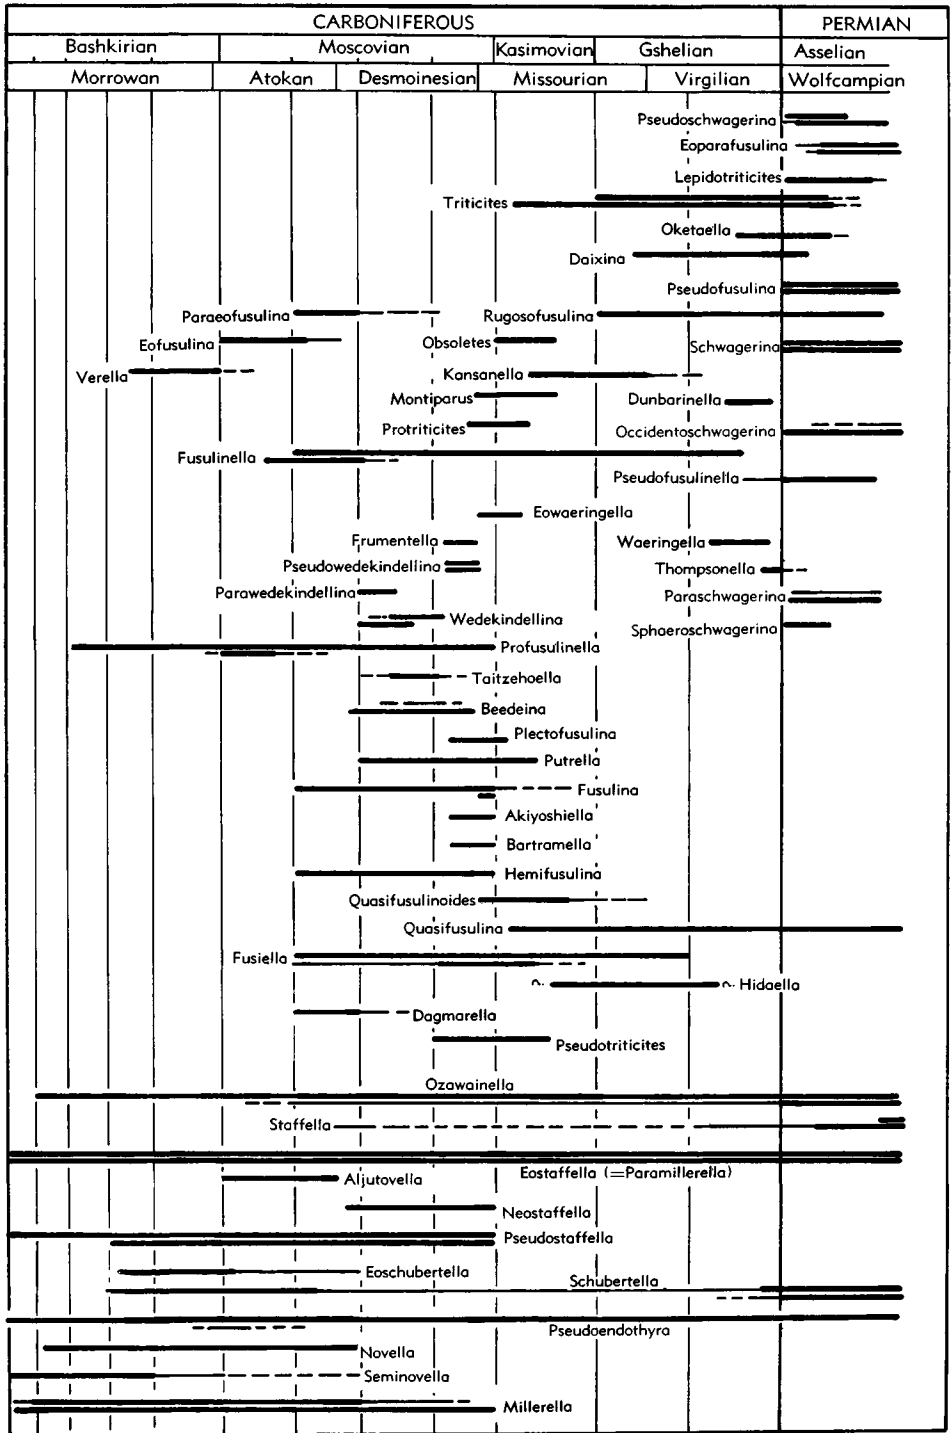 CARBONIFEROUS PERMIAN
Bashkirian Moscovian Kasimovian Gshelian Asselian
Morrowan Atokan Desmoinesian Missourian Virgilian Wolfcampian
Pseudoschwagerina
Eoparafusulina
Lepidotriticites
Triticites
Oketaella
Daixina
Pseudofusulina
Paraeofusulina Rugosofusulina
Eofusulina Obsoletes Schwagerina
Verella Kansanella
Montiparus Dunbarinella
Protriticites Occidentoschwagerina
Fusulinella
Pseudofusulinella
Eowaeringella
Frumentella Waeringella
Pseudowedekindellina Thompsonella
Parawedekindellina Paraschwagerina
Wedekindellina Sphaeroschwagerina
Profusulinella
Taitzehoella
Beedeina
Plectofusulina
Putrella
Fusulina
Akiyoshiella
Bartramella
Hemifusulina
Quasifusulinoides
Quasifusulina
Fusiella
Hidaella
Dagmarella
Pseudotriticites
Ozawainella
Staffella
Eostaffella (=Paramillerella)
Aljutovella
Neostaffella
Pseudostaffella
Eoschubertella
Schubertella
Pseudoendothyra
Novella
Seminovella
Millerella